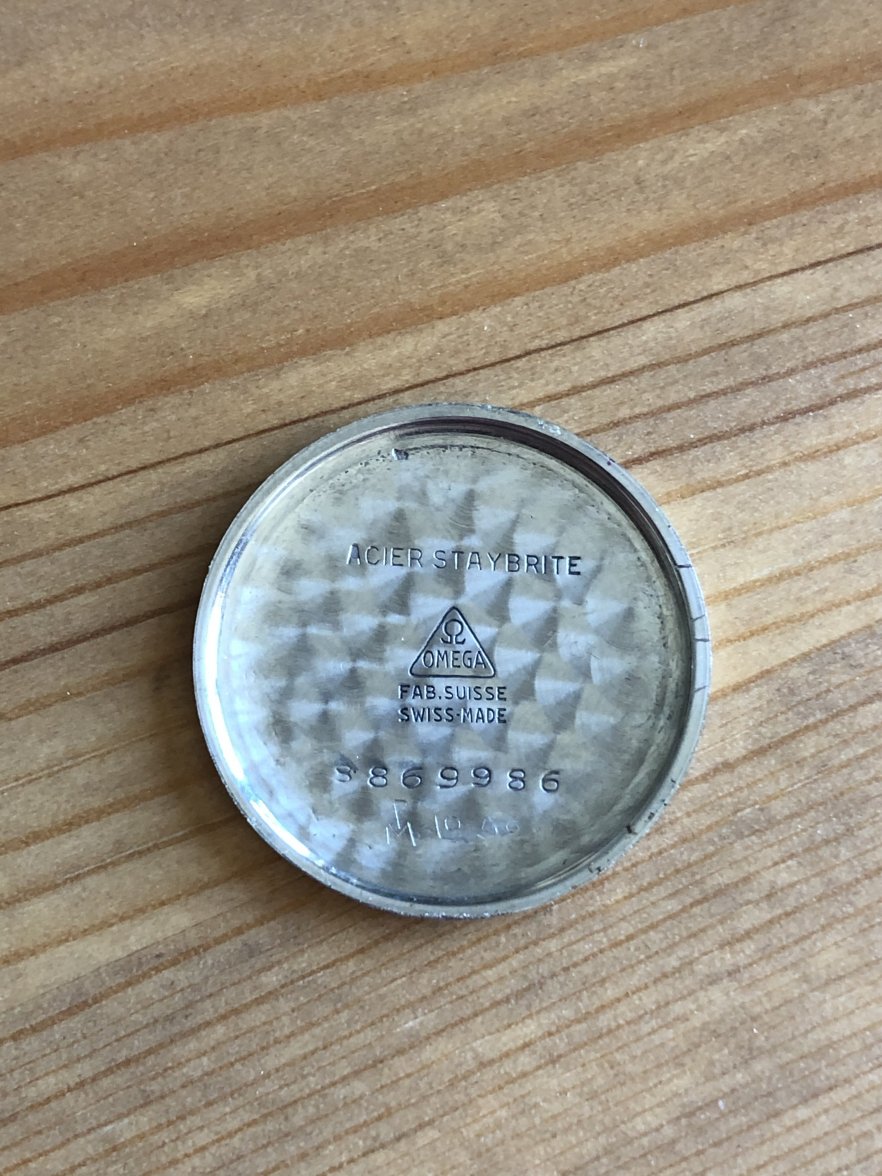 ACIER STAYBRITE
Ω
OMEGA
FAB. SUISSE
SWISS-MADE
8869986